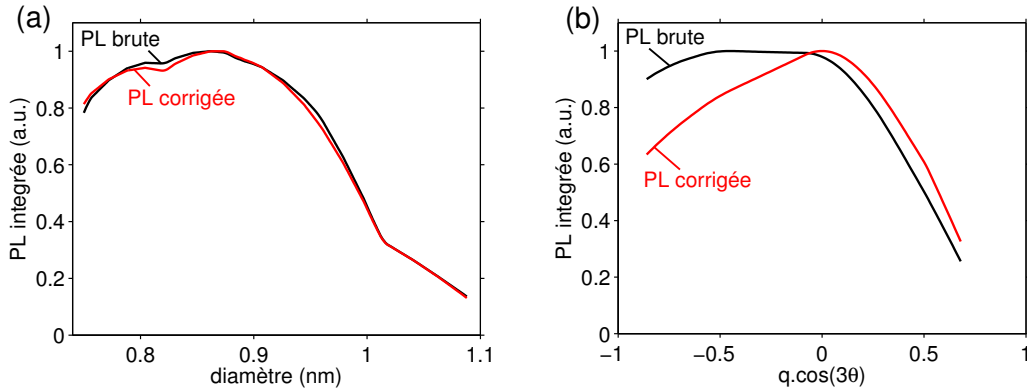 (a)
PL brute
PL corrigée
PL integrée (a.u.)
1
0.8
0.6
0.4
0.2
0
0.8
0.9
1
1.1
diamètre (nm)
(b)
PL brute
PL corrigée
PL integrée (a.u.)
1
0.8
0.6
0.4
0.2
0
−1
−0.5
0
0.5
1
q.cos(3θ)